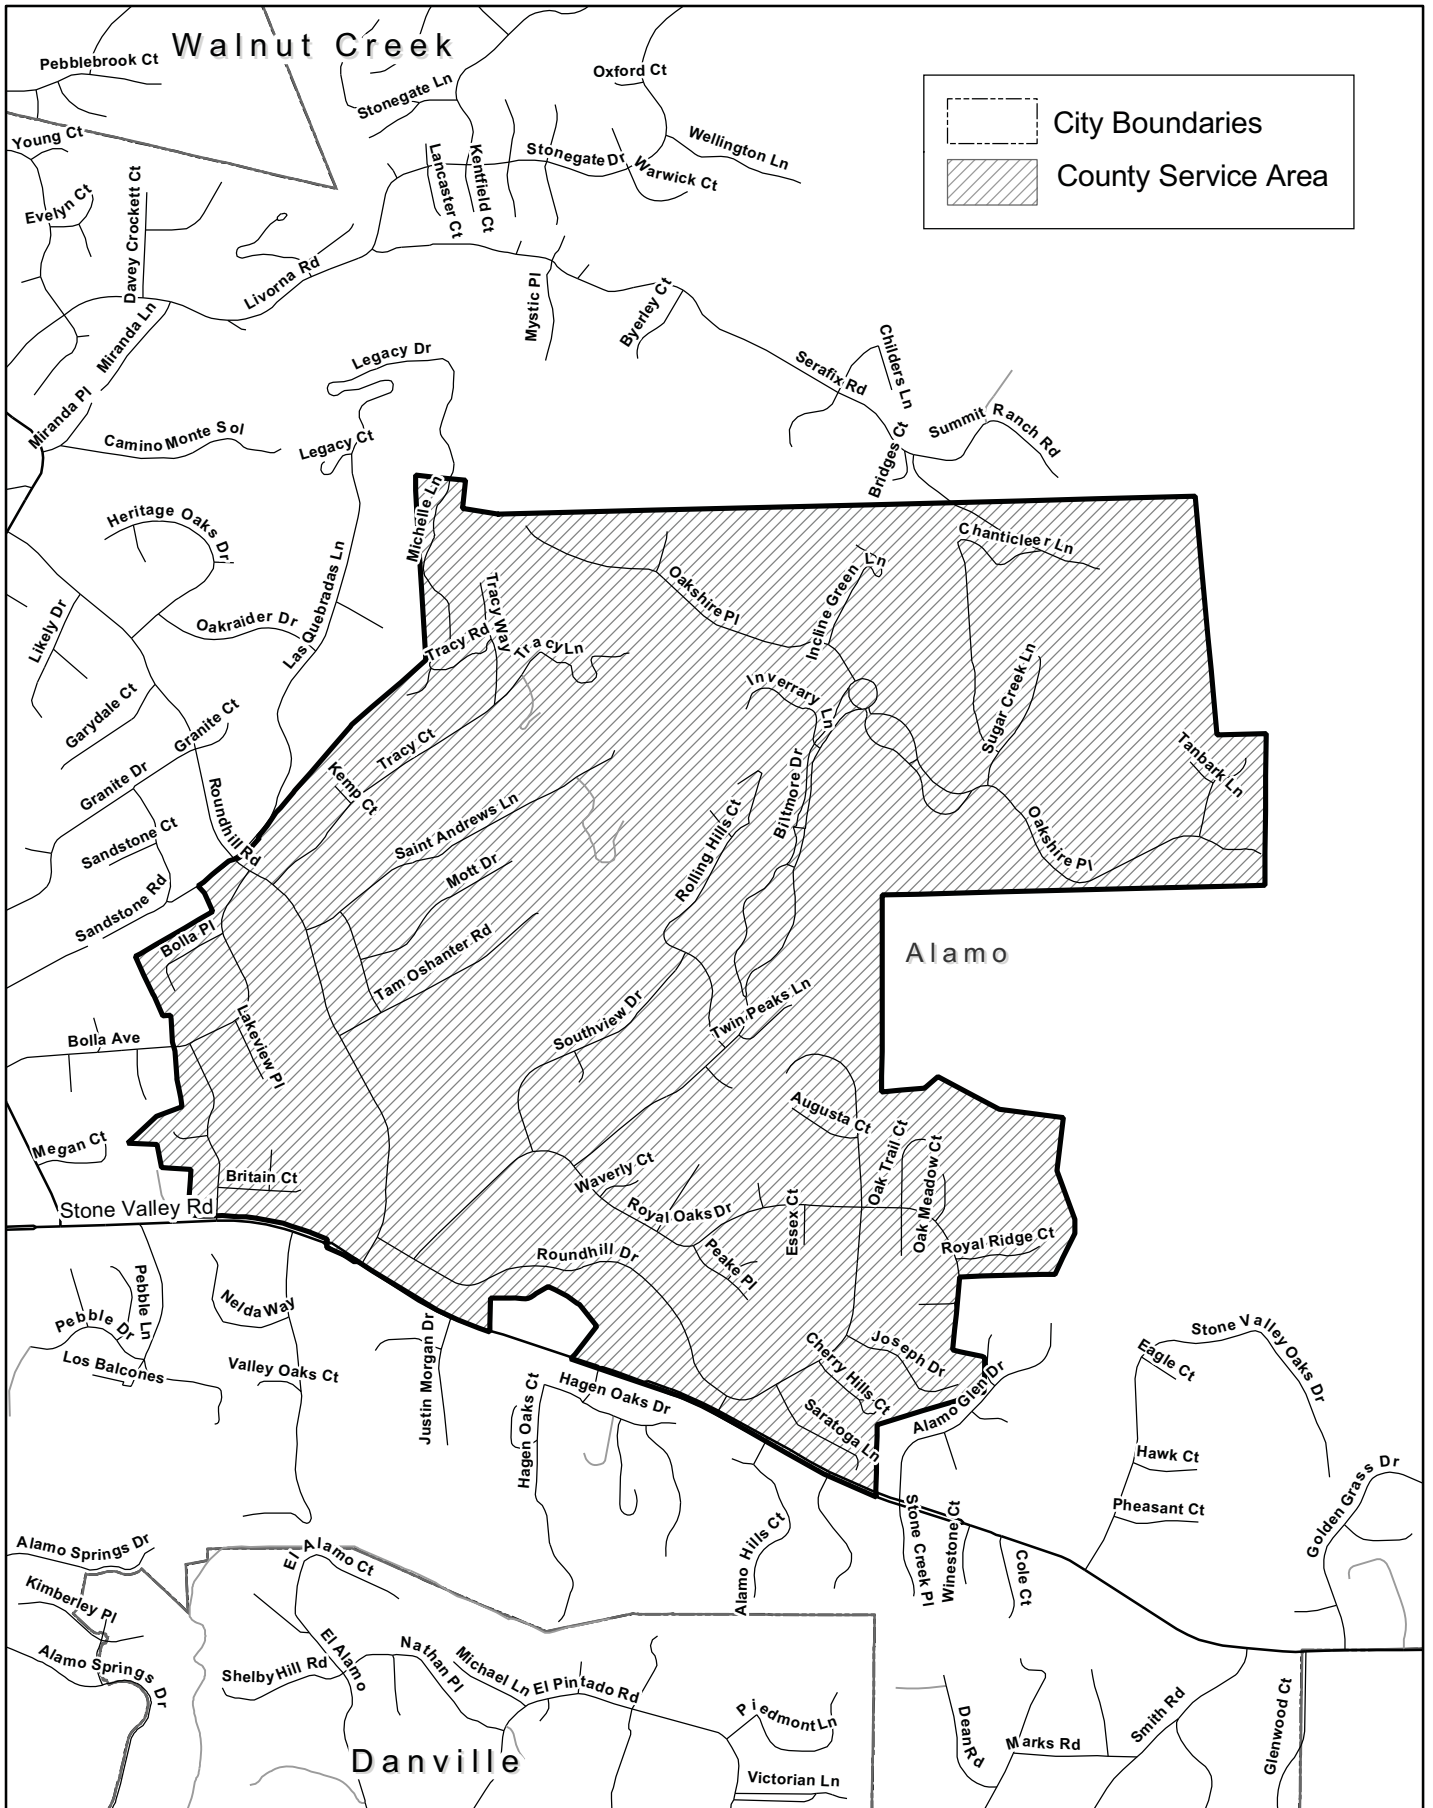 Walnut Creek
Pebblebrook Ct
Oxford Ct
Stonegate Ln
City Boundaries
County Service Area
Young Ct
Wellington Ln
Stonegate Dr
Warwick Ct
Lancaster Ct
Kentfield Ct
Evelyn Ct
Davey Crockett Ct
Livorna Rd
Mystic Pl
Byerley Ct
Miranda Ln
Legacy Dr
Serafix Rd
Childers Ln
Miranda Pl
Camino Monte Sol
Legacy Ct
Summit Ranch Rd
Bridges Ct
Michelle Ln
Heritage Oaks Dr
Chanticleer Ln
Las Quebradas Ln
Tracy Way
Oakshire Pl
Incline Green Ln
Likely Dr
Oakraider Dr
Tracy Rd
Tracy Ln
Inverrary Ln
Sugar Creek Ln
Garydale Ct
Granite Ct
Tracy Ct
Tanbark Ln
Granite Dr
Kemp Ct
Biltmore Dr
Roundhill Rd
Saint Andrews Ln
Rolling Hills Ct
Oakshire Pl
Sandstone Ct
Mott Dr
Sandstone Rd
Bolla Pl
Tam Oshanter Rd
Alamo
Southview Dr
Twin Peaks Ln
Lakeview Pl
Bolla Ave
Augusta Ct
Oak Trail Ct
Oak Meadow Ct
Megan Ct
Britain Ct
Waverly Ct
Royal Oaks Dr
Essex Ct
Stone Valley Rd
Royal Ridge Ct
Roundhill Dr
Peake Pl
Pebble Ln
Nelda Way
Pebble Dr
Los Balcones
Valley Oaks Ct
Justin Morgan Dr
Hagen Oaks Ct
Hagen Oaks Dr
Cherry Hills Ct
Joseph Dr
Saratoga Ln
Alamo Glen Dr
Stone Valley Oaks Dr
Eagle Ct
Hawk Ct
Pheasant Ct
Golden Grass Dr
Stone Creek Pl
Winestone Ct
Cole Ct
Alamo Hills Ct
Alamo Springs Dr
El Alamo Ct
Kimberley Pl
Alamo Springs Dr
Shelby Hill Rd
El Alamo
Nathan Pl
Michael Ln
El Pintado Rd
Piedmont Ln
Dean Rd
Marks Rd
Smith Rd
Glenwood Ct
Danville
Victorian Ln